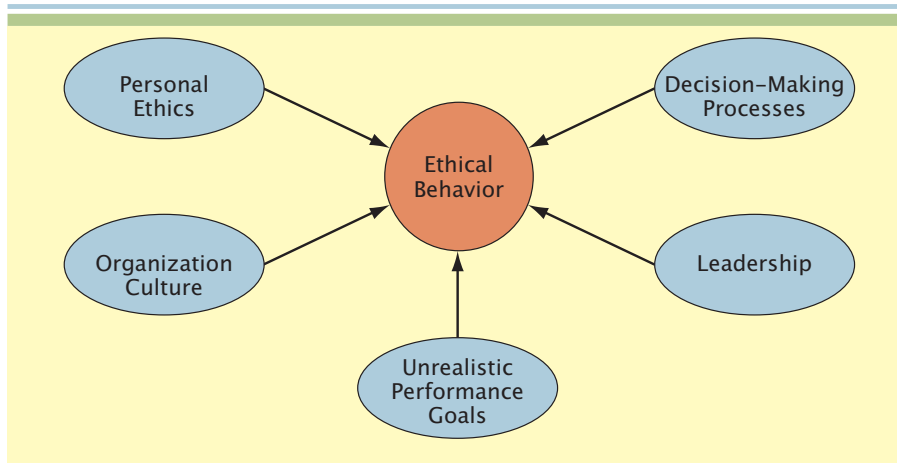 Personal
Ethics
Decision-Making
Processes
Ethical
Behavior
Organization
Culture
Leadership
Unrealistic
Performance
Goals